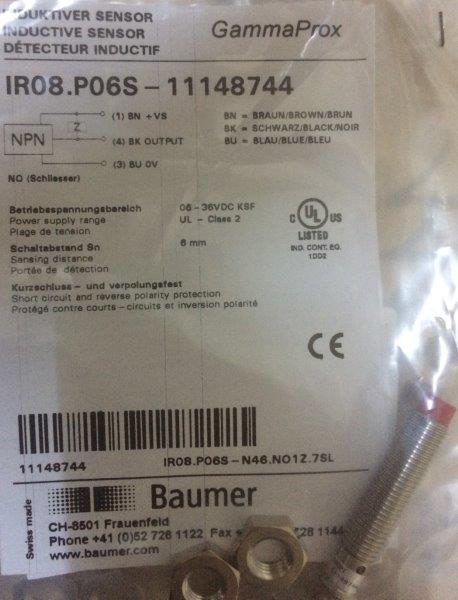 INDUKTIVER SENSOR
INDUCTIVE SENSOR
DÉTECTEUR INDUCTIF
GammaProx
IR08.P06S - 11148744
NPN
Z
(1) BN +VS
(4) BK OUTPUT
(3) BU 0V
BN = BRAUN/BROWN/BRUN
BK = SCHWARZ/BLACK/NOIR
BU = BLAU/BLUE/BLEU
NO (Schliesser)
Betriebsspannungsbereich
Power supply range
Plage de tension
06 - 36VDC KSF
UL - Class 2
Schaltabstand Sn
Sensing distance
Portée de détection
6 mm
C UL US
LISTED
IND. CONT. EQ.
1DD2
Kurzschluss - und verpolungsfest
Short circuit and reverse polarity protection
Protégé contre courts - circuits et inversion polarité
CE
11148744
IR08.P06S-N46.NO1Z.7SL
Swiss made
Baumer
CH-8501 Frauenfeld
Phone +41 (0)52 728 1122 Fax + 728 1144
www.baumer.com